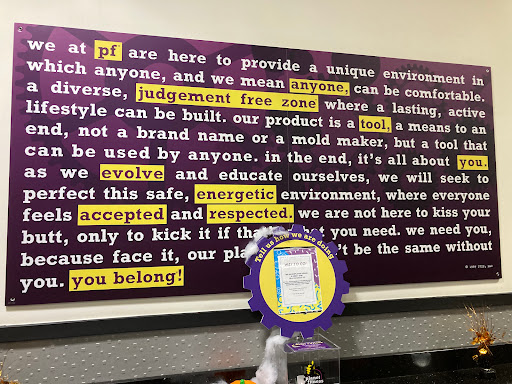 we at pf are here to provide a unique environment in
which anyone, and we mean anyone, can be comfortable.
a diverse, judgement free zone where a lasting, active
lifestyle can be built. our product is a tool, a means to an
end, not a brand name or a mold maker, but a tool that
can be used by anyone. in the end, it's all about you.
as we evolve and educate ourselves, we will seek to
perfect this safe, energetic environment, where everyone
feels accepted and respected. we are not here to kiss your
butt, only to kick it if tha t you need. we need you,
because face it, our pla 't be the same without
you. you belong!
Tell us how we are doing
planet
fitness